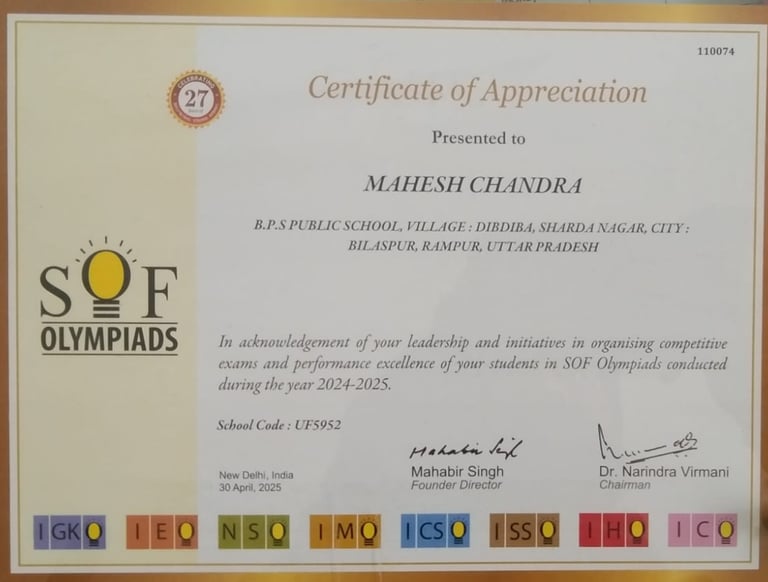 110074
CELEBRATING
27
Certificate of Appreciation
Presented to
MAHESH CHANDRA
B.P.S PUBLIC SCHOOL, VILLAGE : DIBDIBA, SHARDA NAGAR, CITY :
BILASPUR, RAMPUR, UTTAR PRADESH
SOF
OLYMPIADS
In acknowledgement of your leadership and initiatives in organising competitive
exams and performance excellence of your students in SOF Olympiads conducted
during the year 2024-2025.
School Code : UF5952
Mahabir Singh
New Delhi, India
30 April, 2025
Mahabir Singh
Founder Director
Dr. Narindra Virmani
Chairman
IGKO
IEO
NSO
IMO
ICSO
ISSO
IHO
ICO